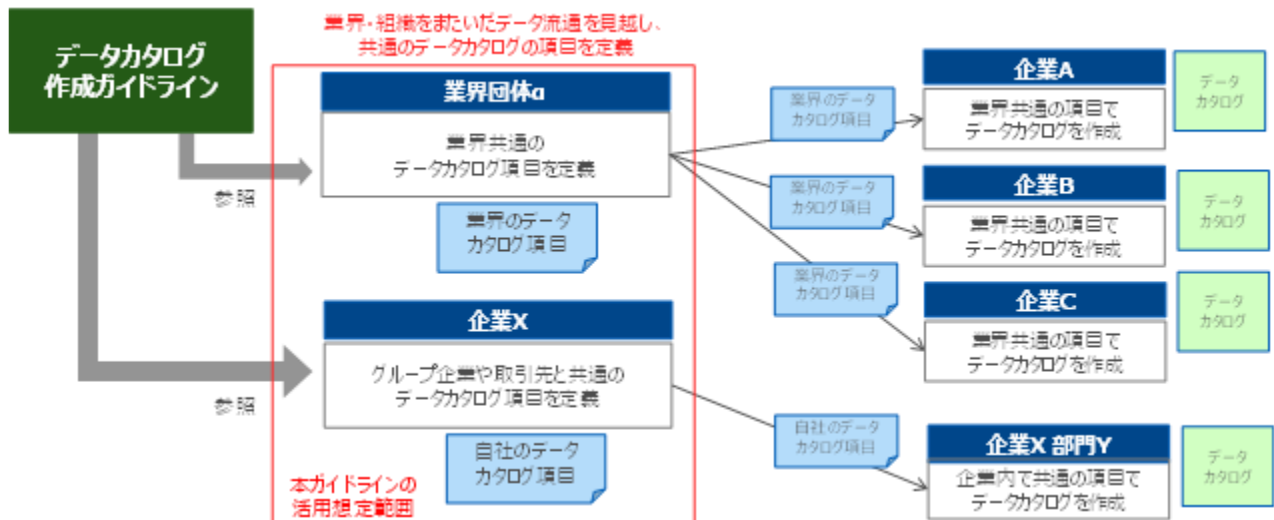 データカタログ
作成ガイドライン
業界・組織をまたいだデータ流通を見越し、
共通のデータカタログの項目を定義
業界団体α
業界共通の
データカタログ項目を定義
業界のデータ
カタログ項目
参照
企業X
グループ企業や取引先と共通の
データカタログ項目を定義
自社のデータ
カタログ項目
参照
本ガイドラインの
活用想定範囲
業界のデータ
カタログ項目
企業A
業界共通の項目で
データカタログを作成
データ
カタログ
業界のデータ
カタログ項目
企業B
業界共通の項目で
データカタログを作成
データ
カタログ
業界のデータ
カタログ項目
企業C
業界共通の項目で
データカタログを作成
データ
カタログ
自社のデータ
カタログ項目
企業X 部門Y
企業内で共通の項目で
データカタログを作成
データ
カタログ